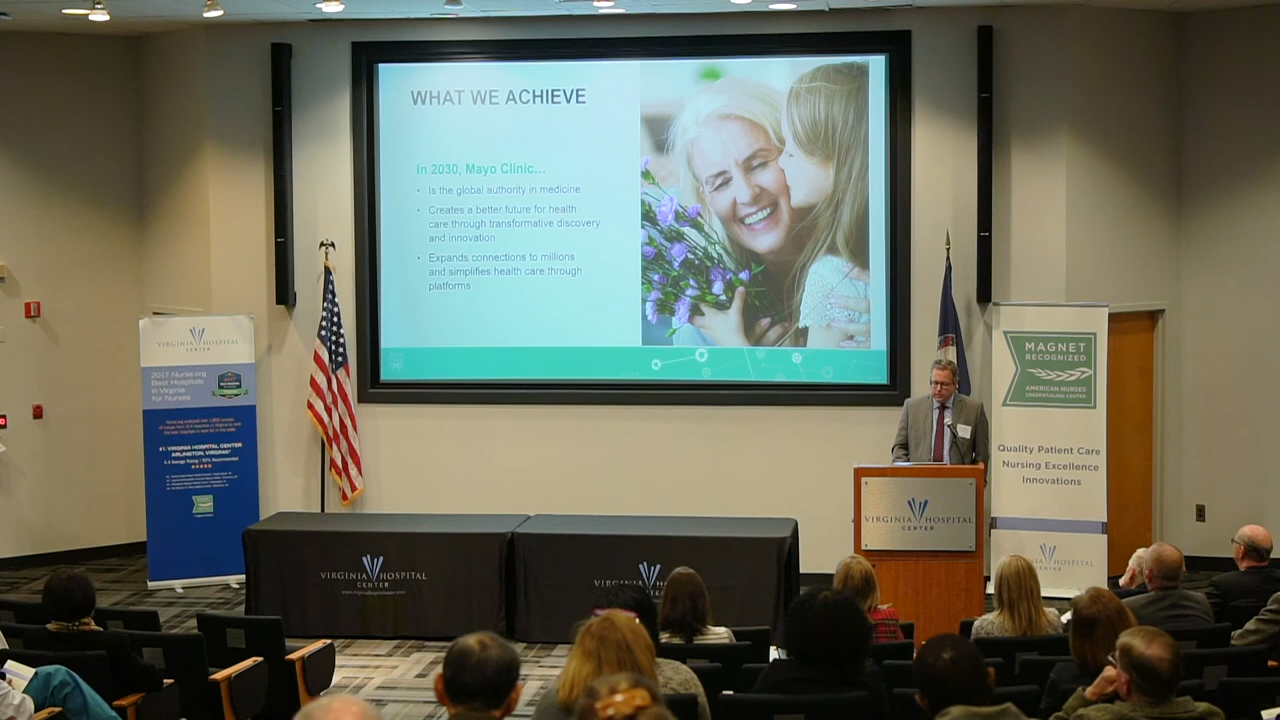 WHAT WE ACHIEVE
In 2030, Mayo Clinic...
• Is the global authority in medicine
• Creates a better future for health
care through transformative discovery
and innovation
• Expands connections to millions
and simplifies health care through
platforms
VIRGINIA HOSPITAL
CENTER
2017 Nurse.org
Best Hospitals
in Virginia
for Nurses
#1. VIRGINIA HOSPITAL CENTER
ARLINGTON, VIRGINIA*
MAGNET
RECOGNIZED
AMERICAN NURSES
CREDENTIALING CENTER
Quality Patient Care
Nursing Excellence
Innovations
HOSPITAL
VIRGINIA HOSPITAL
CENTER
VIRGINIA HOSPITAL
CENTER
VIRGINIA HOSP
CENTER